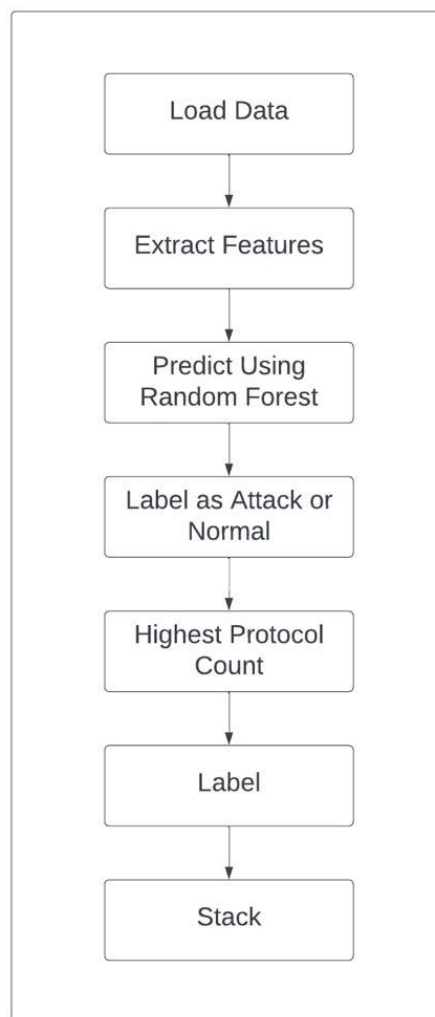 Load Data
Extract Features
Predict Using
Random Forest
Label as Attack or
Normal
Highest Protocol
Count
Label
Stack